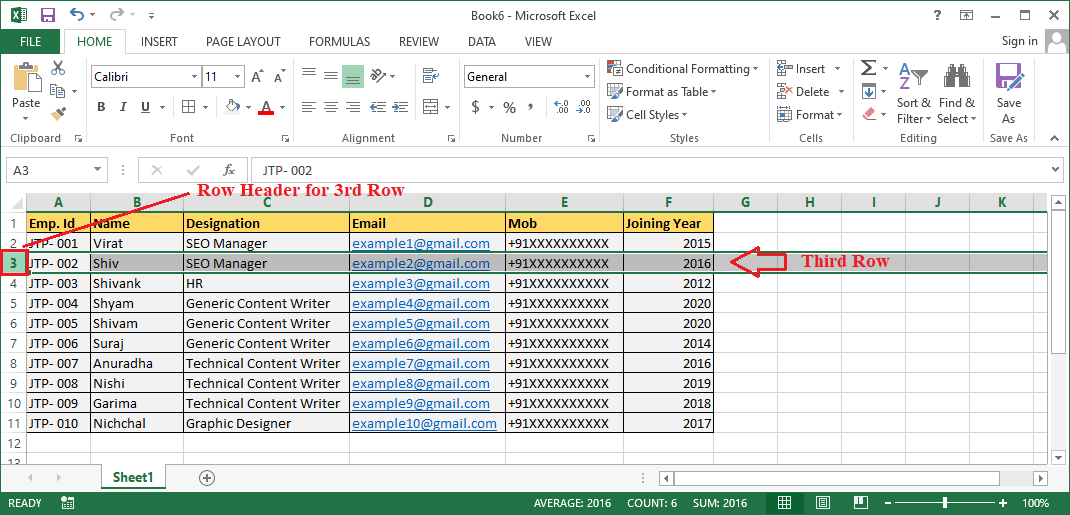 Book6 - Microsoft Excel ?
FILE HOME INSERT PAGE LAYOUT FORMULAS REVIEW DATA VIEW Sign in
Paste
Calibri 11
B I U A
General
$ % ,
Conditional Formatting
Format as Table
Cell Styles
Insert
Delete
Format
Sort & Filter
Find & Select
Save As
Clipboard Font Alignment Number Styles Cells Editing Save As
A3 fx JTP- 002
Row Header for 3rd Row
A B C D E F G H I J K
1 Emp. Id Name Designation Email Mob Joining Year
2 JTP- 001 Virat SEO Manager example1@gmail.com +91XXXXXXXXXX 2015
3 JTP- 002 Shiv SEO Manager example2@gmail.com +91XXXXXXXXXX 2016 Third Row
4 JTP- 003 Shivank HR example3@gmail.com +91XXXXXXXXXX 2012
5 JTP- 004 Shyam Generic Content Writer example4@gmail.com +91XXXXXXXXXX 2020
6 JTP- 005 Shivam Generic Content Writer example5@gmail.com +91XXXXXXXXXX 2020
7 JTP- 006 Suraj Generic Content Writer example6@gmail.com +91XXXXXXXXXX 2014
8 JTP- 007 Anuradha Technical Content Writer example7@gmail.com +91XXXXXXXXXX 2016
9 JTP- 008 Nishi Technical Content Writer example8@gmail.com +91XXXXXXXXXX 2019
10 JTP- 009 Garima Technical Content Writer example9@gmail.com +91XXXXXXXXXX 2018
11 JTP- 010 Nichchal Graphic Designer example10@gmail.com +91XXXXXXXXXX 2017
12
13
Sheet1
READY AVERAGE: 2016 COUNT: 6 SUM: 2016 100%